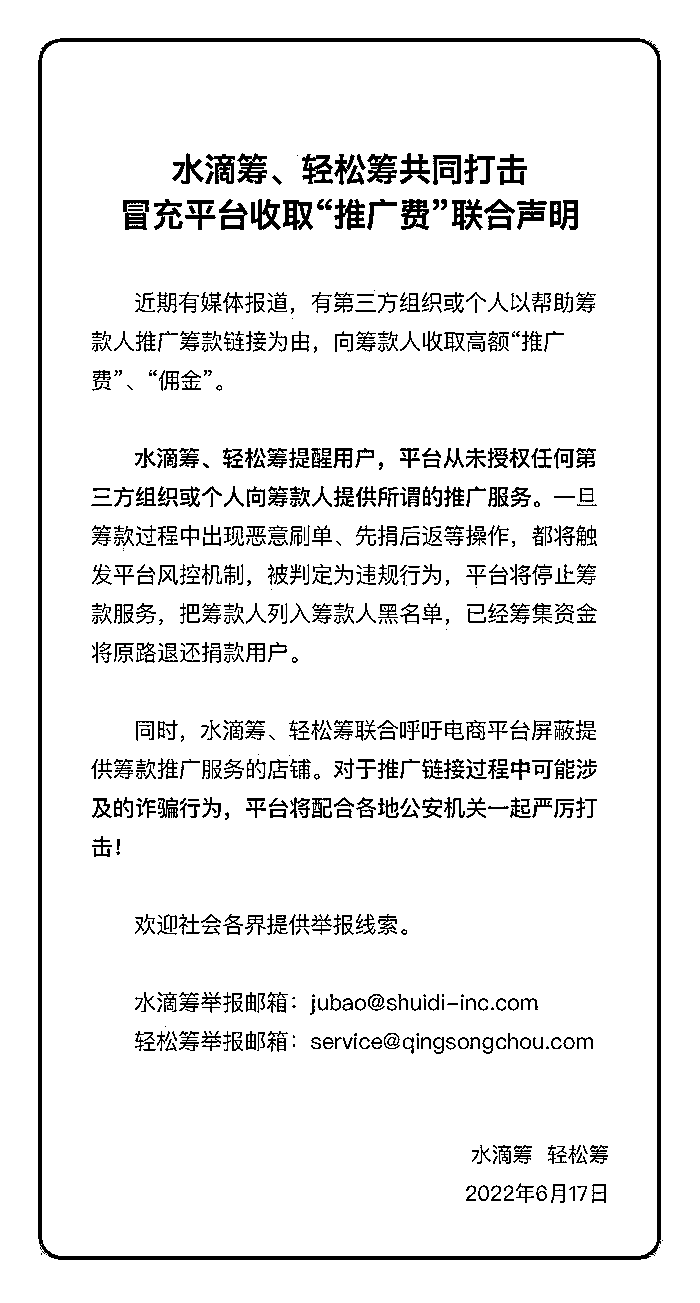 水滴筹、轻松筹共同打击
冒充平台收取“推广费”联合声明
近期有媒体报道，有第三方组织或个人以帮助筹
款人推广筹款链接为由，向筹款人收取高额“推广
费”、“佣金”。
水滴筹、轻松筹提醒用户，平台从未授权任何第
三方组织或个人向筹款人提供所谓的推广服务。一旦
筹款过程中出现恶意刷单、先捐后返等操作，都将触
发平台风控机制，被判定为违规行为，平台将停止筹
款服务，把筹款人列入筹款人黑名单，已经筹集资金
将原路退还捐款用户。
同时，水滴筹、轻松筹联合呼吁电商平台屏蔽提
供筹款推广服务的店铺。对于推广链接过程中可能涉
及的诈骗行为，平台将配合各地公安机关一起严厉打
击！
欢迎社会各界提供举报线索。
水滴筹举报邮箱：jubao@shuidi-inc.com
轻松筹举报邮箱：service@qingsongchou.com
水滴筹 轻松筹
2022年6月17日